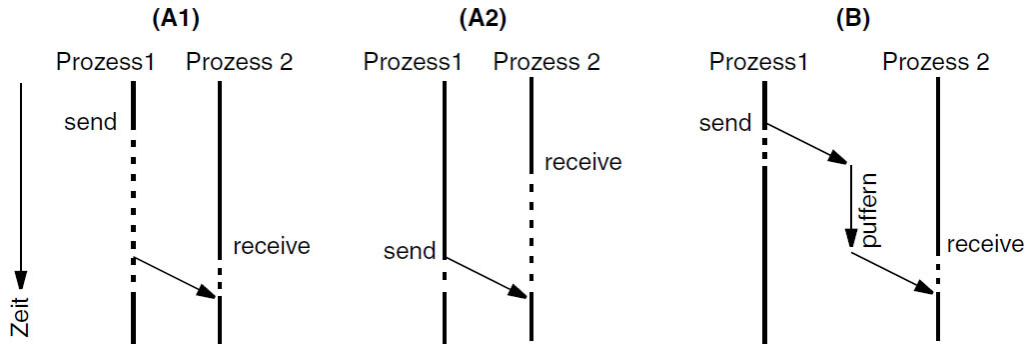 (A1)
(A2)
(B)
Prozess1
Prozess 2
Prozess1
Prozess 2
Prozess1
Prozess 2
send
receive
send
receive
send
puffern
receive
Zeit